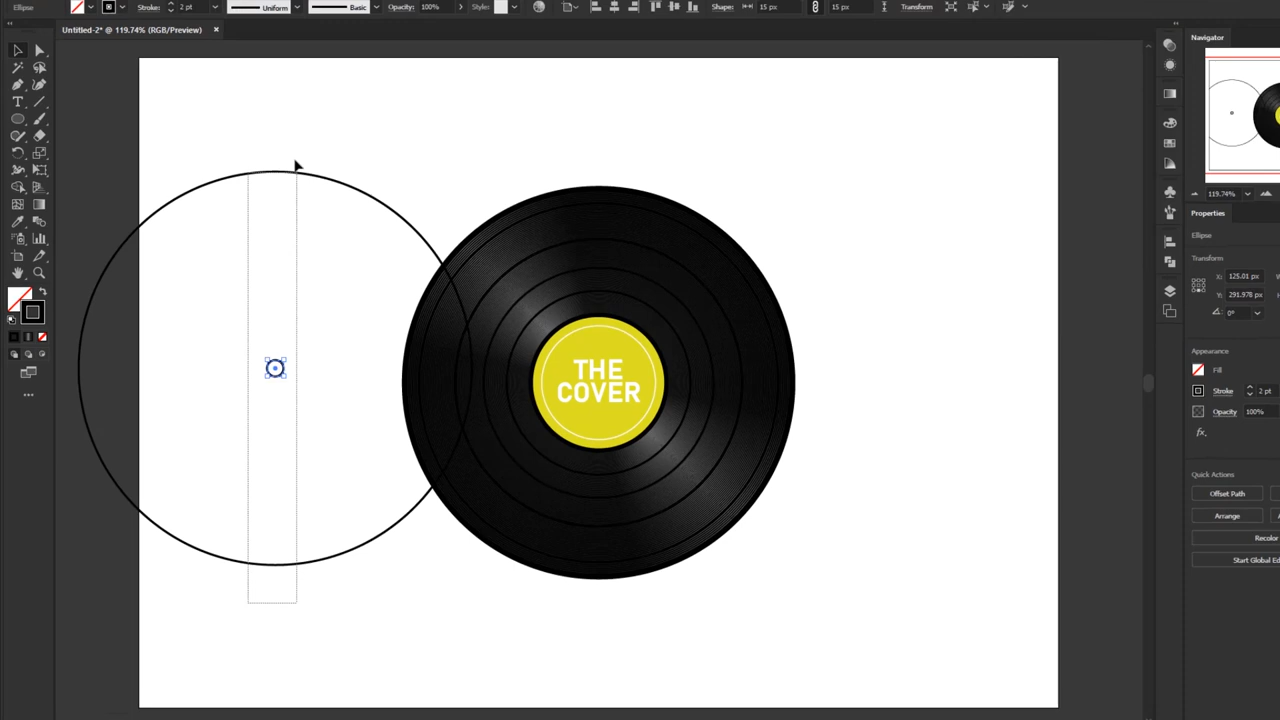 Ellipse
Stroke:
2 pt
Uniform
Basic
Opacity:
100%
Style:
Shape:
15 px
15 px
Transform
Untitled-2* @ 119.74% (RGB/Preview)
Navigator
119.74%
Properties
Ellipse
Transform
X:
125.01 px
Y:
291.978 px
0°
Appearance
Fill
Stroke
2 pt
Opacity
100%
fx.
Quick Actions
Offset Path
Arrange
Recolor
Start Global Ed
THE
COVER